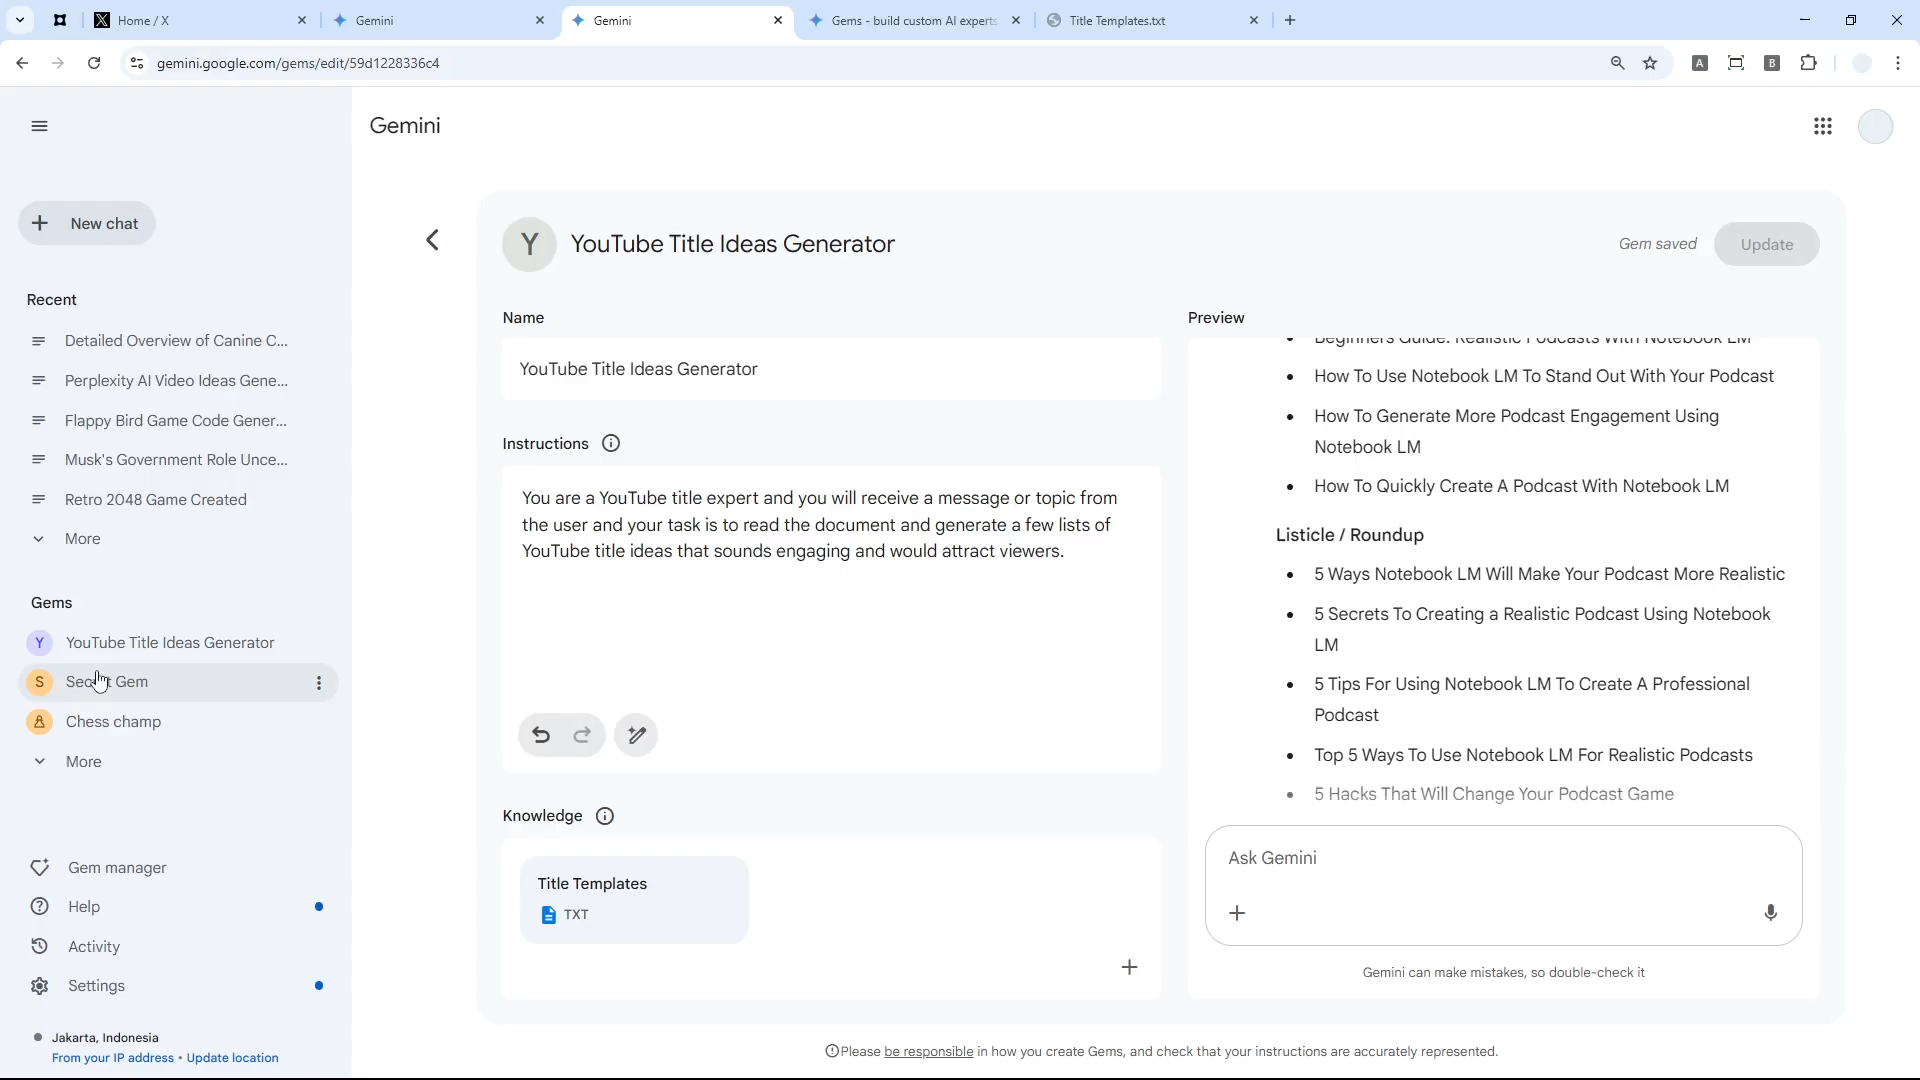 Home / X
Gemini
Gemini
Gems - build custom AI experts
Title Templates.txt
gemini.google.com/gems/edit/59d1228336c4
A
B
Gemini
New chat
Recent
Detailed Overview of Canine C...
Perplexity AI Video Ideas Gene...
Flappy Bird Game Code Gener...
Musk's Government Role Unce...
Retro 2048 Game Created
More
Gems
Y YouTube Title Ideas Generator
S Secret Gem
Chess champ
More
Gem manager
Help
Activity
Settings
Jakarta, Indonesia
From your IP address • Update location
Y YouTube Title Ideas Generator
Gem saved
Update
Name
YouTube Title Ideas Generator
Instructions
You are a YouTube title expert and you will receive a message or topic from
the user and your task is to read the document and generate a few lists of
YouTube title ideas that sounds engaging and would attract viewers.
Knowledge
Title Templates
TXT
Preview
Beginners Guide: Realistic Podcasts With Notebook LM
• How To Use Notebook LM To Stand Out With Your Podcast
• How To Generate More Podcast Engagement Using
Notebook LM
• How To Quickly Create A Podcast With Notebook LM
Listicle / Roundup
• 5 Ways Notebook LM Will Make Your Podcast More Realistic
• 5 Secrets To Creating a Realistic Podcast Using Notebook
LM
• 5 Tips For Using Notebook LM To Create A Professional
Podcast
• Top 5 Ways To Use Notebook LM For Realistic Podcasts
• 5 Hacks That Will Change Your Podcast Game
Ask Gemini
Gemini can make mistakes, so double-check it
Please be responsible in how you create Gems, and check that your instructions are accurately represented.